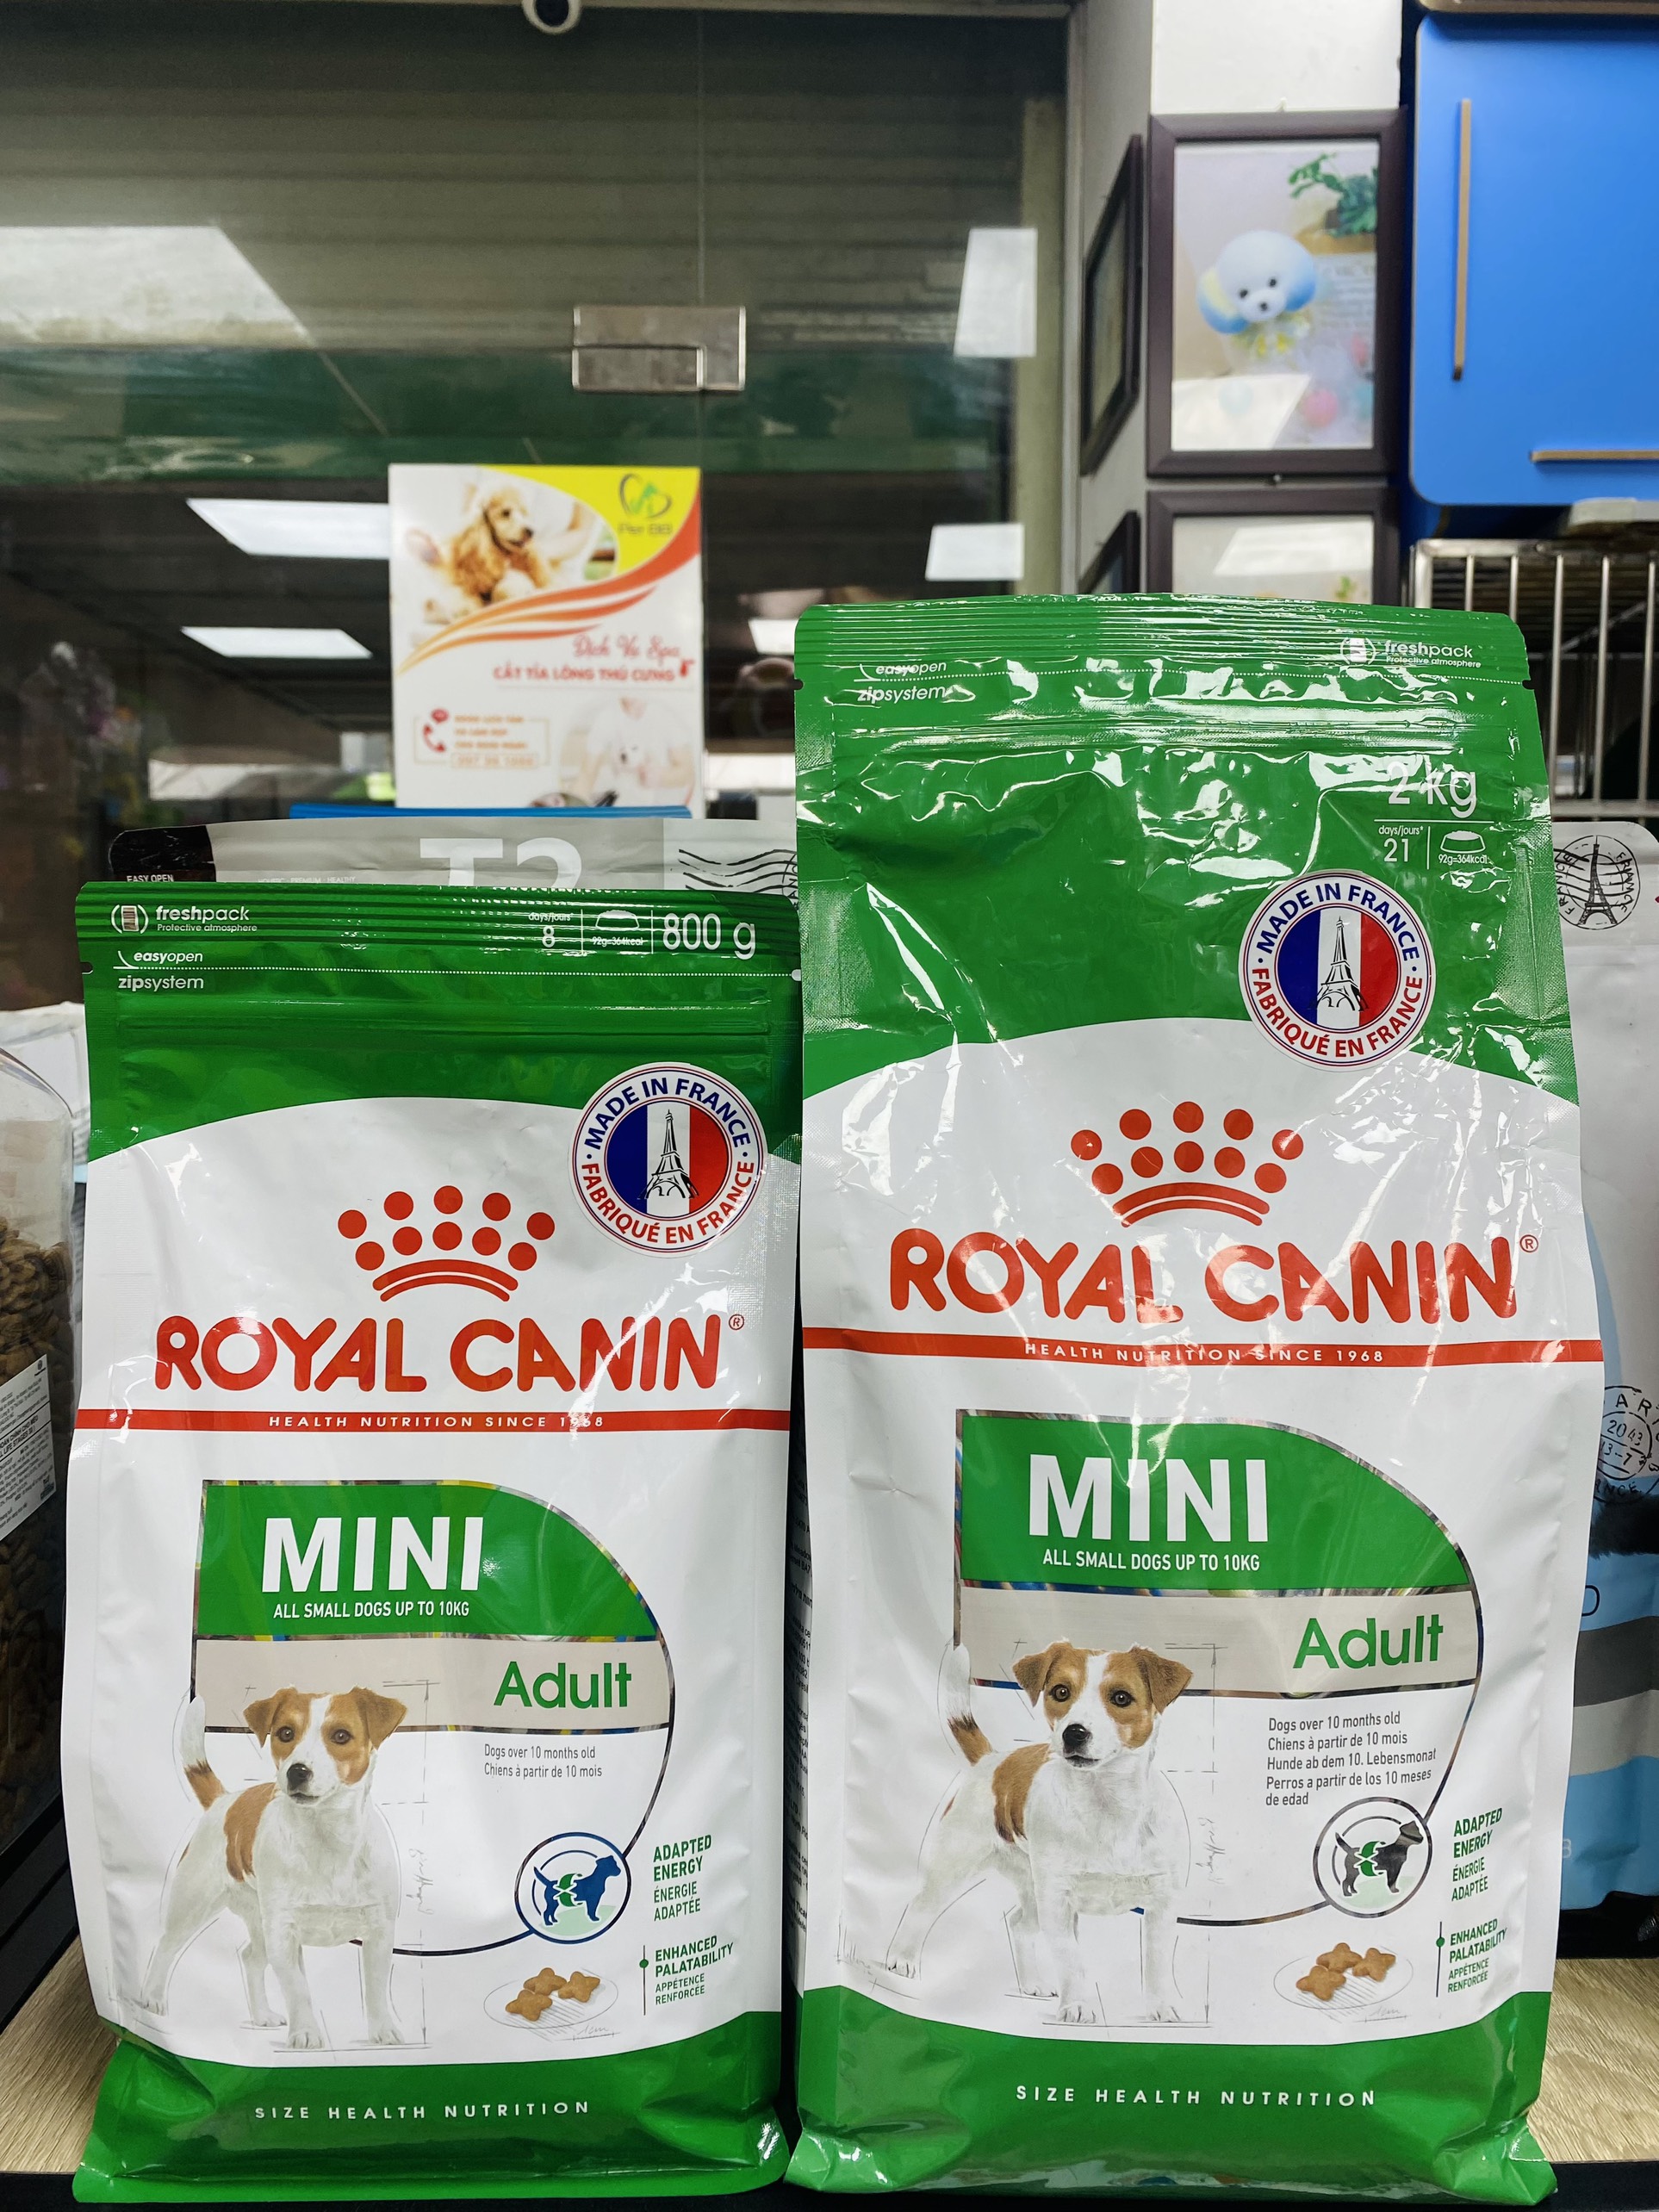 Dịch Vụ Spa
CẮT TỈA LÔNG THÚ CƯNG
EASY OPEN
freshpack
Protective atmosphere
easyopen
zipsystem
days/jours*
8
92g=364kcal
800 g
MADE IN FRANCE
FABRIQUÉ EN FRANCE
ROYAL CANIN®
HEALTH NUTRITION SINCE 1968
MINI
ALL SMALL DOGS UP TO 10KG
Adult
Dogs over 10 months old
Chiens à partir de 10 mois
ADAPTED
ENERGY
ÉNERGIE
ADAPTÉE
ENHANCED
PALATABILITY
APPÉTENCE
RENFORCÉE
SIZE HEALTH NUTRITION
easyopen
zipsystem
freshpack
Protective atmosphere
2 kg
days/jours*
21
92g=364kcal
MADE IN FRANCE
FABRIQUÉ EN FRANCE
ROYAL CANIN®
HEALTH NUTRITION SINCE 1968
MINI
ALL SMALL DOGS UP TO 10KG
Adult
Dogs over 10 months old
Chiens à partir de 10 mois
Hunde ab dem 10. Lebensmonat
Perros a partir de los 10 meses
de edad
ADAPTED
ENERGY
ÉNERGIE
ADAPTÉE
ENHANCED
PALATABILITY
APPÉTENCE
RENFORCÉE
SIZE HEALTH NUTRITION
FRANCE